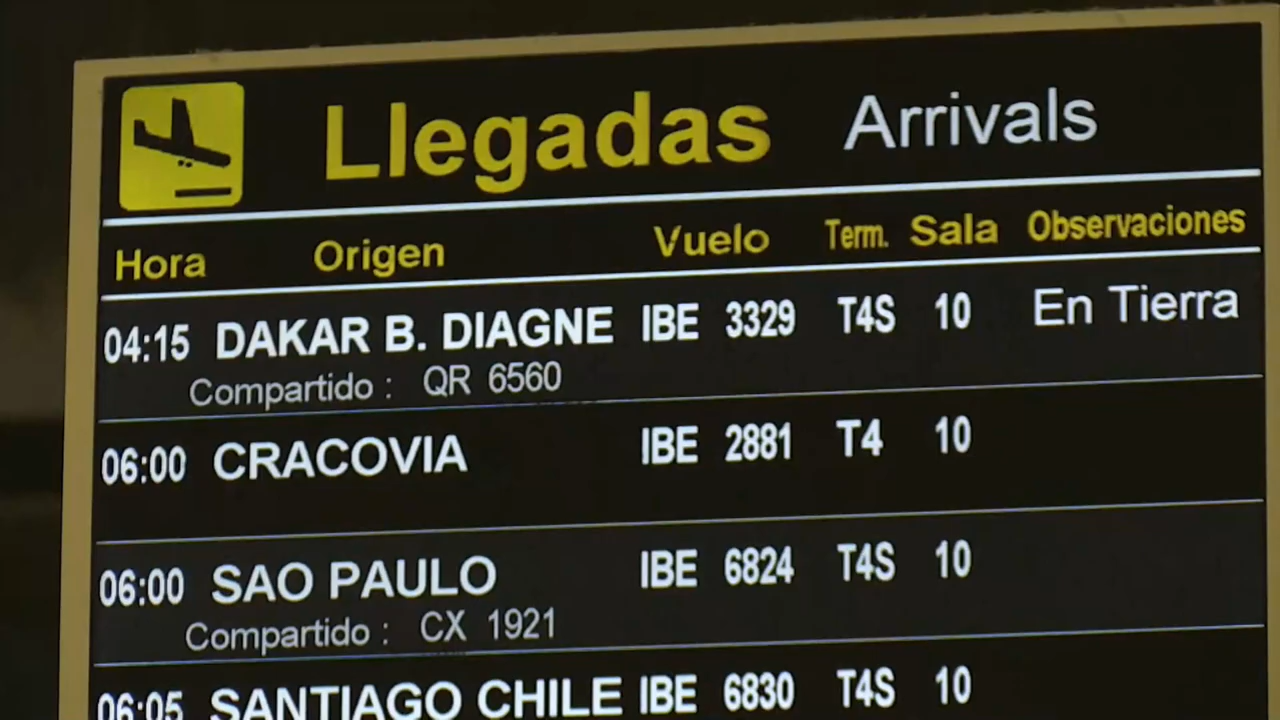 Llegadas Arrivals
Hora Origen Vuelo Term. Sala Observaciones
04:15 DAKAR B. DIAGNE IBE 3329 T4S 10 En Tierra
Compartido : QR 6560
06:00 CRACOVIA IBE 2881 T4 10
06:00 SAO PAULO IBE 6824 T4S 10
Compartido : CX 1921
06:05 SANTIAGO CHILE IBE 6830 T4S 10